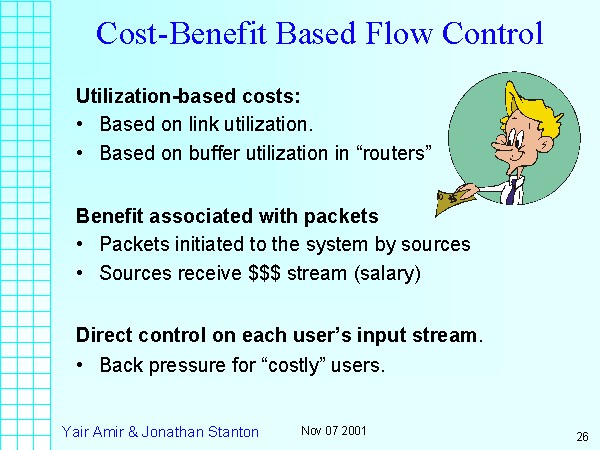 Cost-Benefit Based Flow Control
Utilization-based costs:
• Based on link utilization.
• Based on buffer utilization in “routers”
Benefit associated with packets
• Packets initiated to the system by sources
• Sources receive $$$ stream (salary)
Direct control on each user’s input stream.
• Back pressure for “costly” users.
Yair Amir & Jonathan Stanton
Nov 07 2001
26